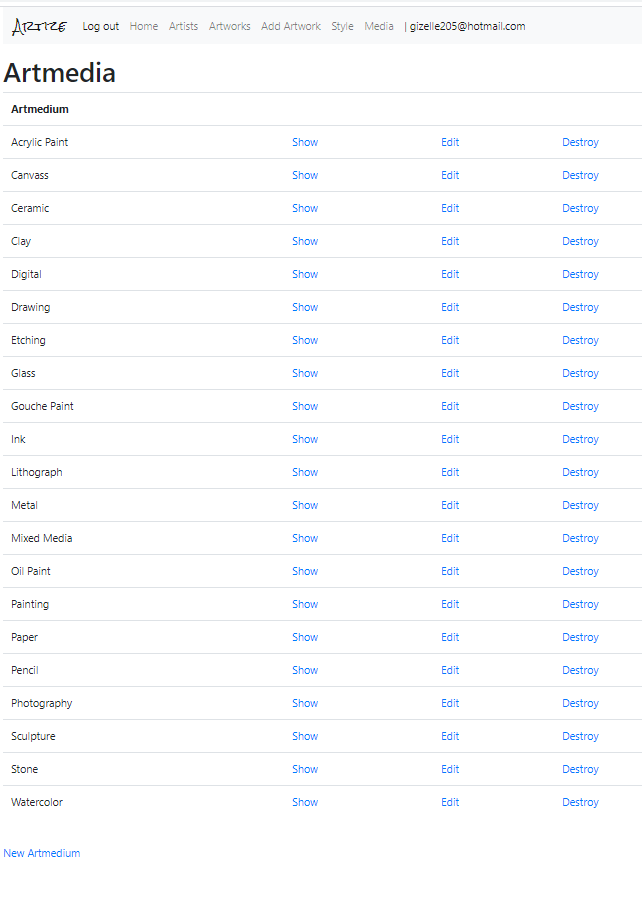 ARTIZE Log out Home Artists Artworks Add Artwork Style Media | gizelle205@hotmail.com
Artmedia
Artmedium
Acrylic Paint Show Edit Destroy
Canvass Show Edit Destroy
Ceramic Show Edit Destroy
Clay Show Edit Destroy
Digital Show Edit Destroy
Drawing Show Edit Destroy
Etching Show Edit Destroy
Glass Show Edit Destroy
Gouche Paint Show Edit Destroy
Ink Show Edit Destroy
Lithograph Show Edit Destroy
Metal Show Edit Destroy
Mixed Media Show Edit Destroy
Oil Paint Show Edit Destroy
Painting Show Edit Destroy
Paper Show Edit Destroy
Pencil Show Edit Destroy
Photography Show Edit Destroy
Sculpture Show Edit Destroy
Stone Show Edit Destroy
Watercolor Show Edit Destroy
New Artmedium